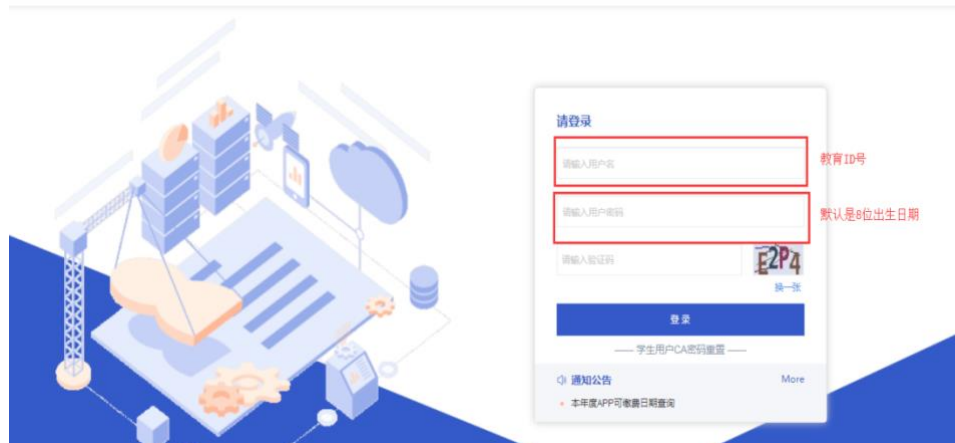 请登录
请输入用户名
教育ID号
请输入用户密码
默认是8位出生日期
请输入验证码
E2P4
换一张
登录
—— 学生用户CA密码重置 ——
通知公告
More
本年度APP可缴费日期查询